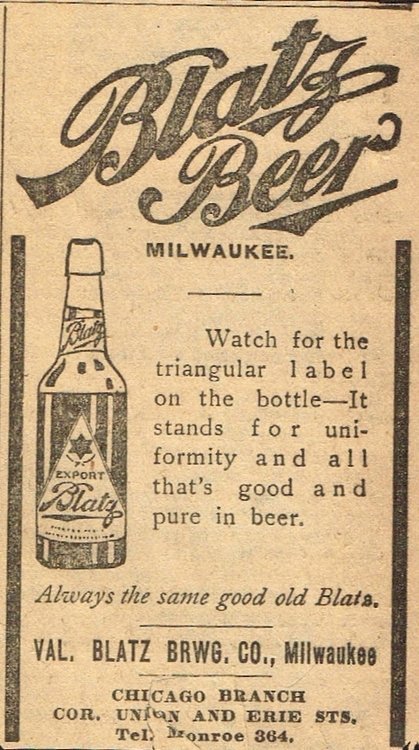 Blatz
Beer
MILWAUKEE.
Blatz
EXPORT
Blatz
Watch for the
triangular label
on the bottle—It
stands for uni-
formity and all
that's good and
pure in beer.
Always the same good old Blatz.
VAL. BLATZ BRWG. CO., Milwaukee
CHICAGO BRANCH
COR. UNION AND ERIE STS.
Tel. Monroe 364.